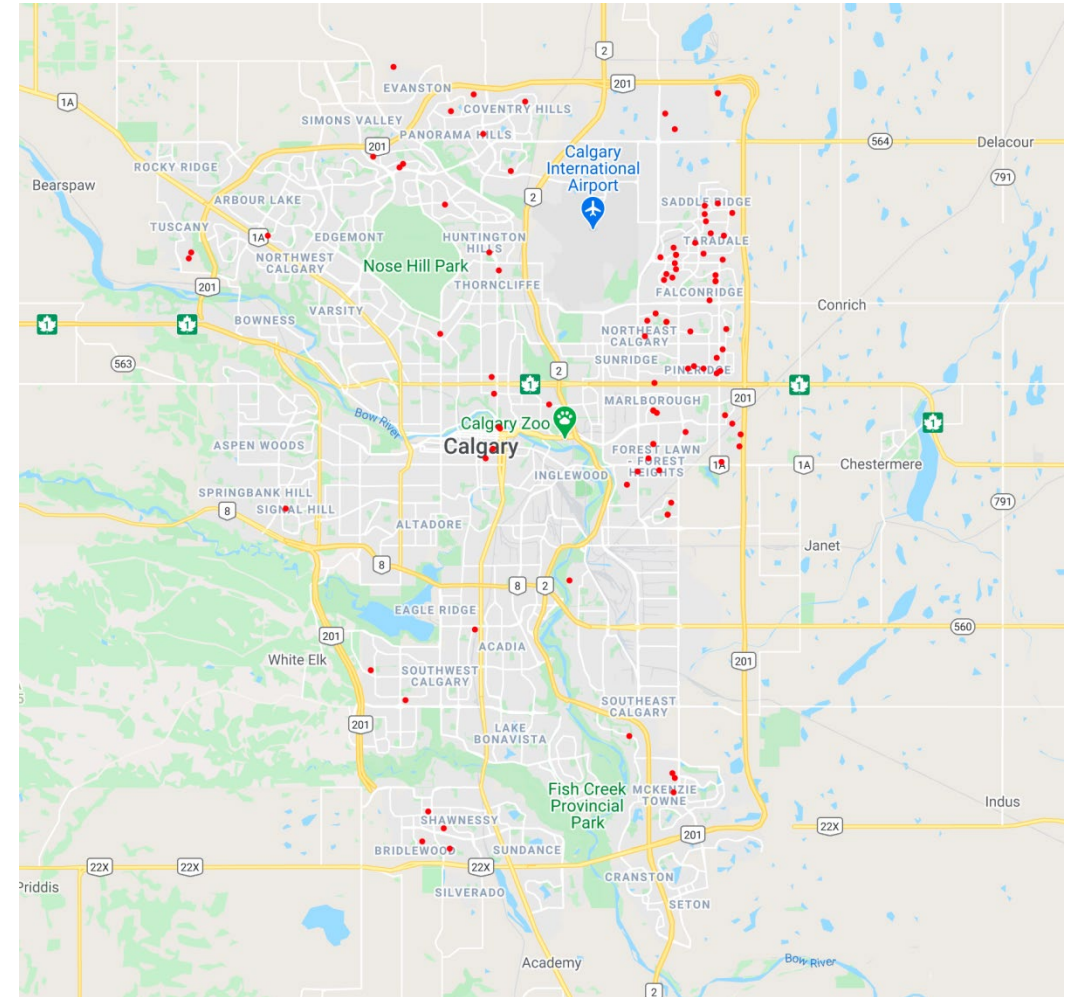 2
EVANSTON
201
1A
COVENTRY HILLS
SIMONS VALLEY
PANORAMA HILLS
201
564
Delacour
Calgary
International
Airport
ROCKY RIDGE
791
Bearspaw
2
ARBOUR LAKE
SADDLE RIDGE
TUSCANY
1A
EDGEMONT
HUNTINGTON
HILLS
TARADALE
NORTHWEST
CALGARY
Nose Hill Park
THORNCLIFFE
201
FALCONRIDGE
Conrich
VARSITY
1
1
BOWNESS
NORTHEAST
CALGARY
563
SUNRIDGE
2
PINERIDGE
1
1
201
MARLBOROUGH
Bow River
Calgary Zoo
1
ASPEN WOODS
Calgary
FOREST LAWN
- FOREST
HEIGHTS
1A
1A
Chestermere
INGLEWOOD
SPRINGBANK HILL
791
SIGNAL HILL
8
ALTADORE
Janet
8
8
2
EAGLE RIDGE
560
201
ACADIA
White Elk
201
SOUTHWEST
CALGARY
5
SOUTHEAST
CALGARY
201
LAKE
BONAVISTA
Fish Creek
Provincial
Park
MCKENZIE
TOWNE
Indus
SHAWNESSY
22X
201
BRIDLEWOOD
SUNDANCE
22X
22X
22X
CRANSTON
Priddis
SILVERADO
SETON
Academy
Bow River
2